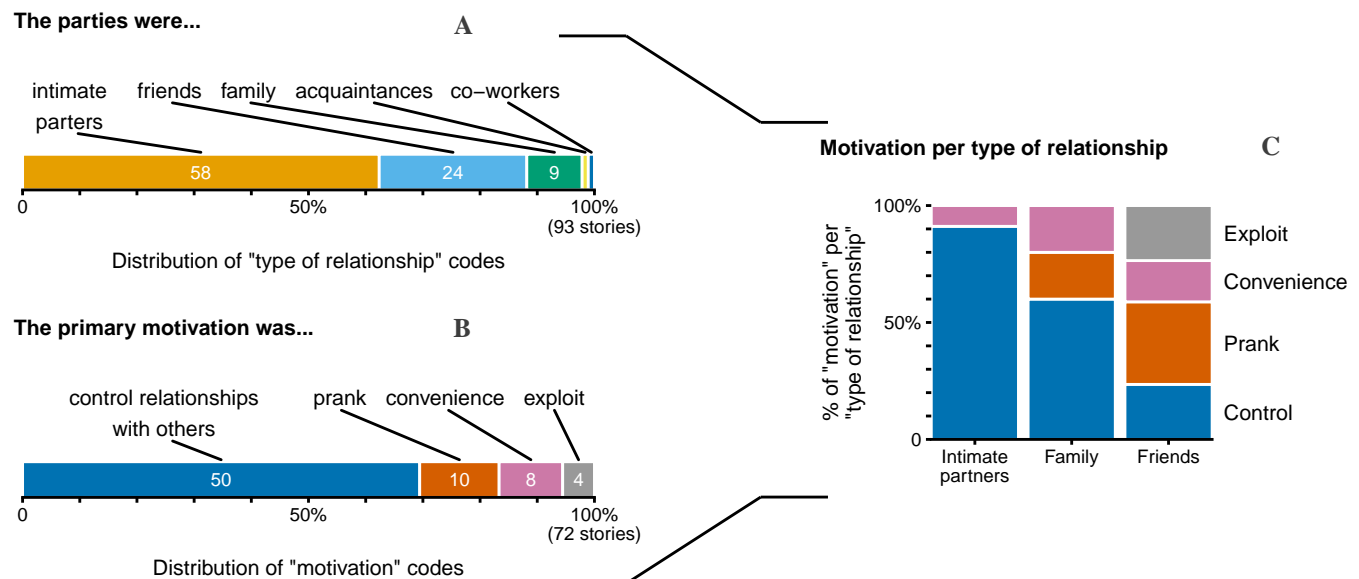 The parties were...
A
intimate
parters
friends
family
acquaintances
co−workers
58
24
9
0
50%
100%
(93 stories)
Distribution of "type of relationship" codes
The primary motivation was...
B
control relationships
with others
prank
convenience
exploit
50
10
8
4
0
50%
100%
(72 stories)
Distribution of "motivation" codes
Motivation per type of relationship
C
% of "motivation" per
"type of relationship"
100%
50%
0
Exploit
Convenience
Prank
Control
Intimate
partners
Family
Friends